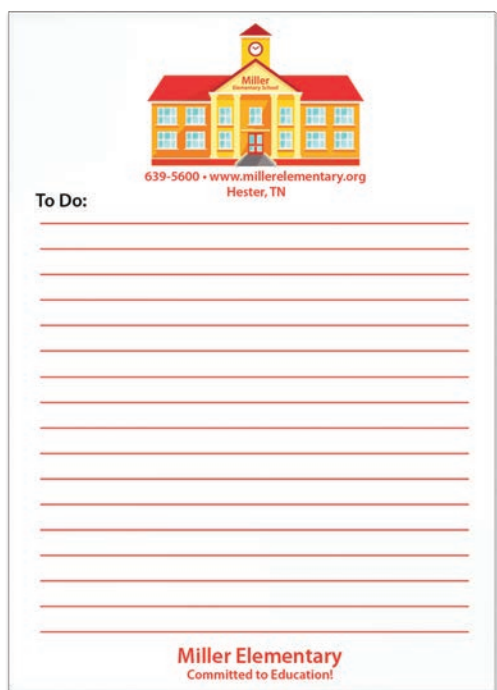 Miller
Elementary School
639-5600 • www.millerelementary.org
Hester, TN
To Do:
Miller Elementary
Committed to Education!